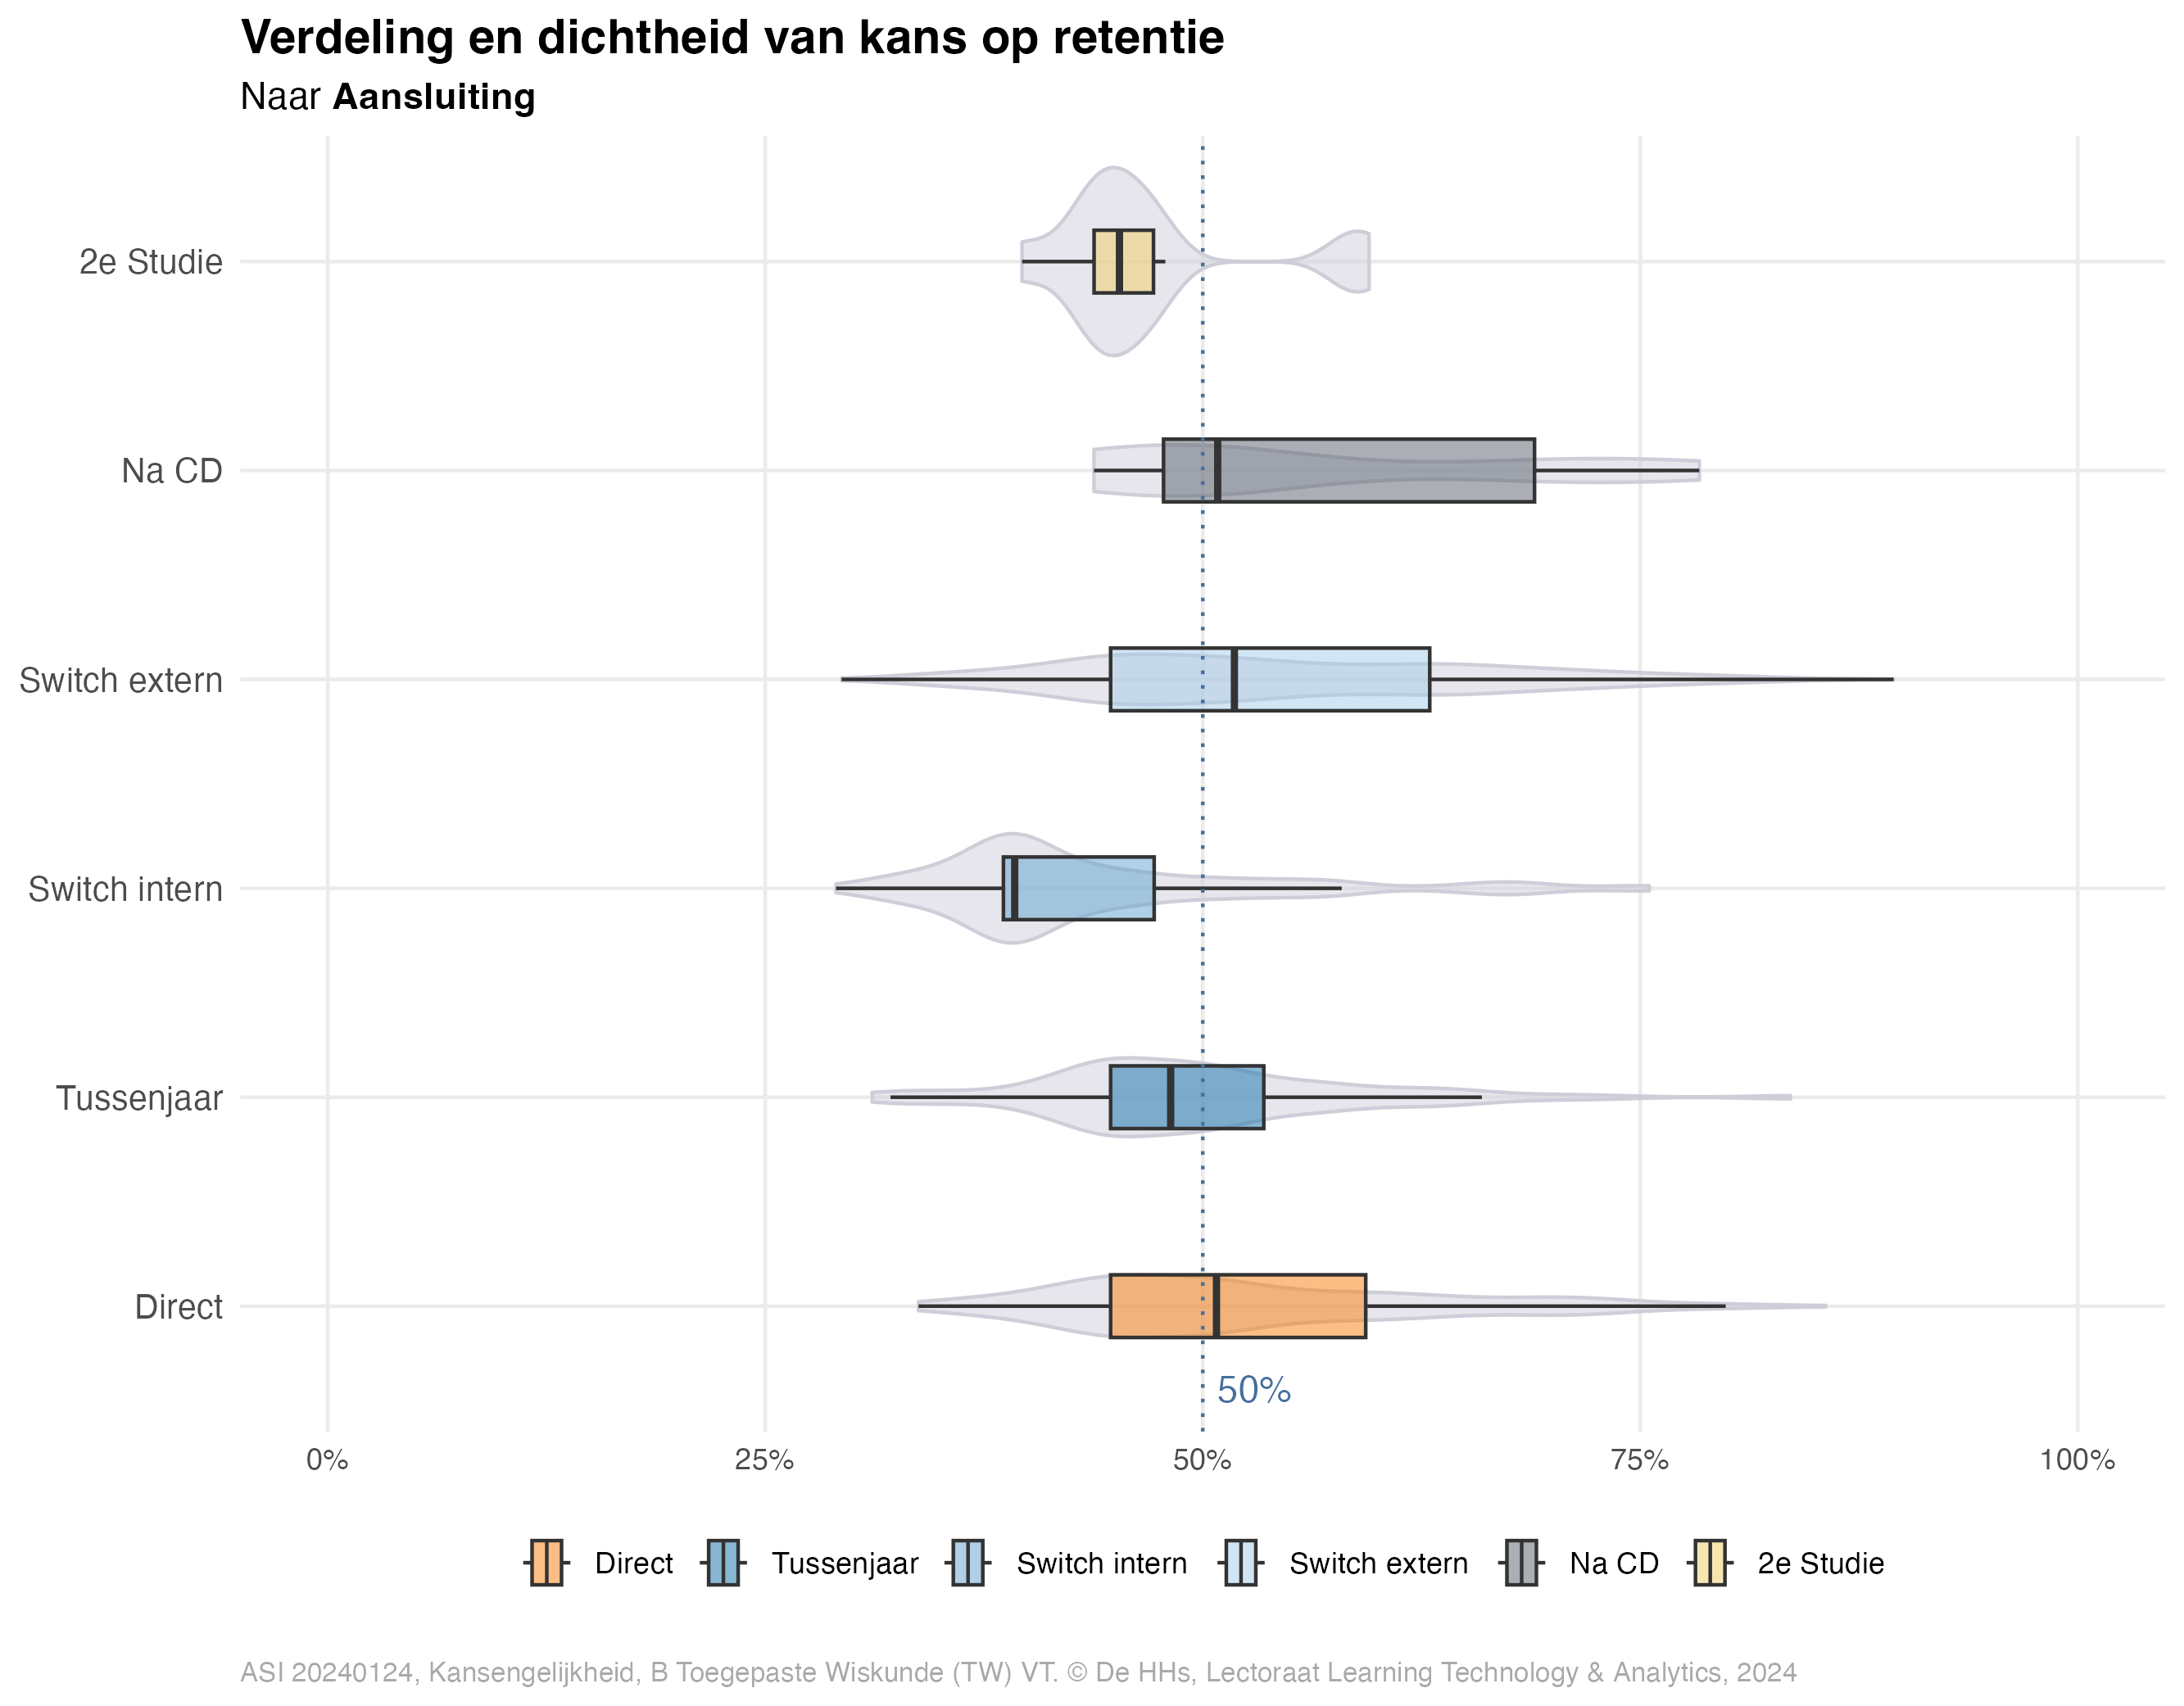 Verdeling en dichtheid van kans op retentie
Naar Aansluiting
2e Studie
Na CD
Switch extern
Switch intern
Tussenjaar
Direct
50%
0% 25% 50% 75% 100%
Direct Tussenjaar Switch intern Switch extern Na CD 2e Studie
ASI 20240124, Kansengelijkheid, B Toegepaste Wiskunde (TW) VT. © De HHs, Lectoraat Learning Technology & Analytics, 2024